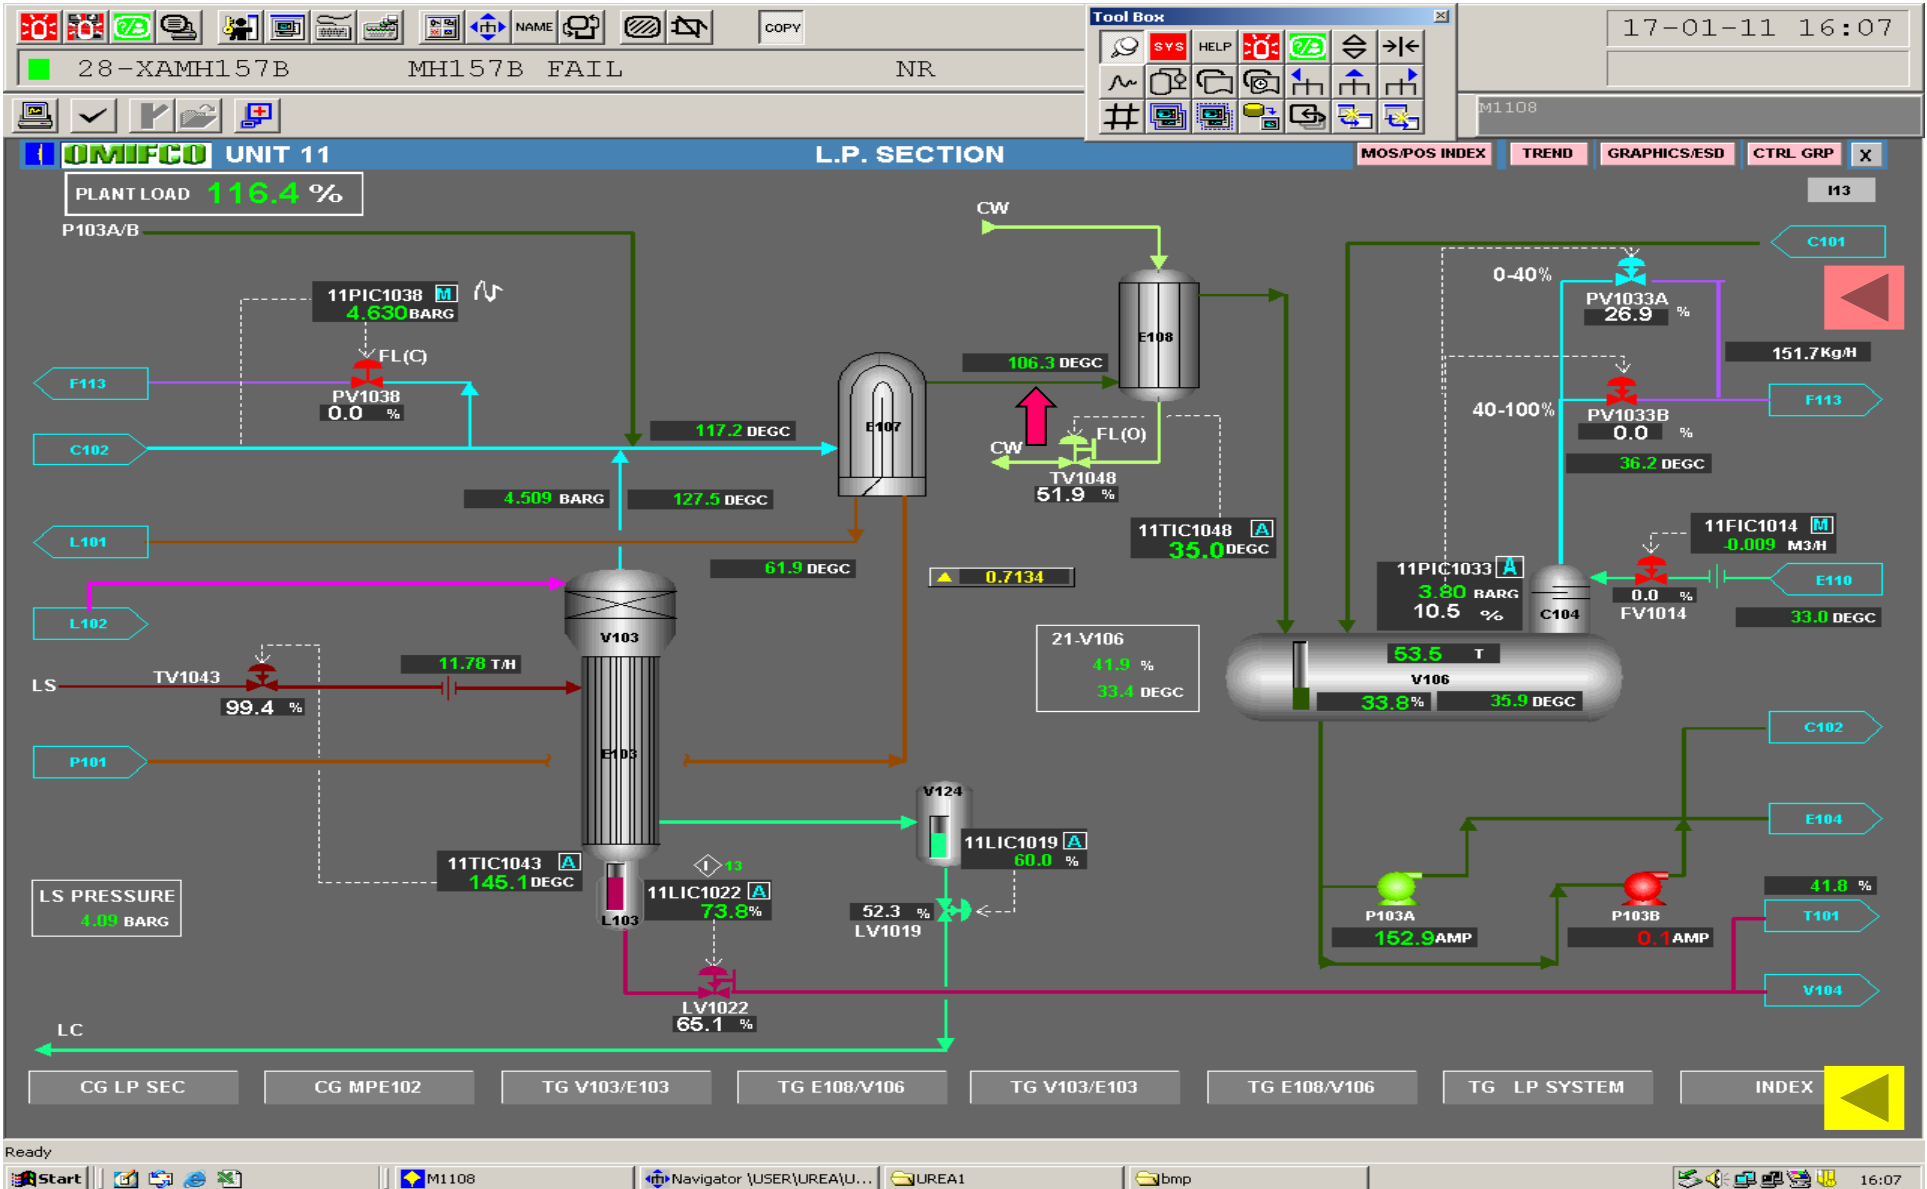 NAME
COPY
Tool Box
SYS
HELP
17-01-11 16:07
28-XAMH157B MH157B FAIL NR
M1108
OMIFCO UNIT 11
L.P. SECTION
MOS/POS INDEX
TREND
GRAPHICS/ESD
CTRL GRP
X
PLANT LOAD 116.4 %
I13
P103A/B
CW
C101
0-40%
11PIC1038 M
4.630 BARG
PV1033A
26.9 %
FL(C)
E108
151.7 Kg/H
106.3 DEGC
F113
PV1038
0.0 %
F113
40-100%
PV1033B
0.0 %
117.2 DEGC
E107
FL(O)
C102
CW
36.2 DEGC
TV1048
51.9 %
4.509 BARG
127.5 DEGC
11TIC1048 A
35.0 DEGC
11FIC1014 M
-0.009 M3/H
L101
61.9 DEGC
0.7134
11PIC1033 A
3.80 BARG
10.5 %
E110
0.0 %
FV1014
C104
33.0 DEGC
L102
V103
21-V106
41.9 %
33.4 DEGC
53.5 T
V106
33.8 %
35.9 DEGC
LS
TV1043
99.4 %
11.78 T/H
C102
P101
E103
V124
E104
11LIC1019 A
60.0 %
11TIC1043 A
145.1 DEGC
I 13
11LIC1022 A
73.8 %
L103
LS PRESSURE
4.09 BARG
52.3 %
LV1019
P103A
152.9 AMP
P103B
0.1 AMP
41.8 %
T101
LV1022
65.1 %
V104
LC
CG LP SEC
CG MPE102
TG V103/E103
TG E108/V106
TG V103/E103
TG E108/V106
TG LP SYSTEM
INDEX
Ready
Start
M1108
Navigator \USER\UREA\U...
UREA1
bmp
16:07